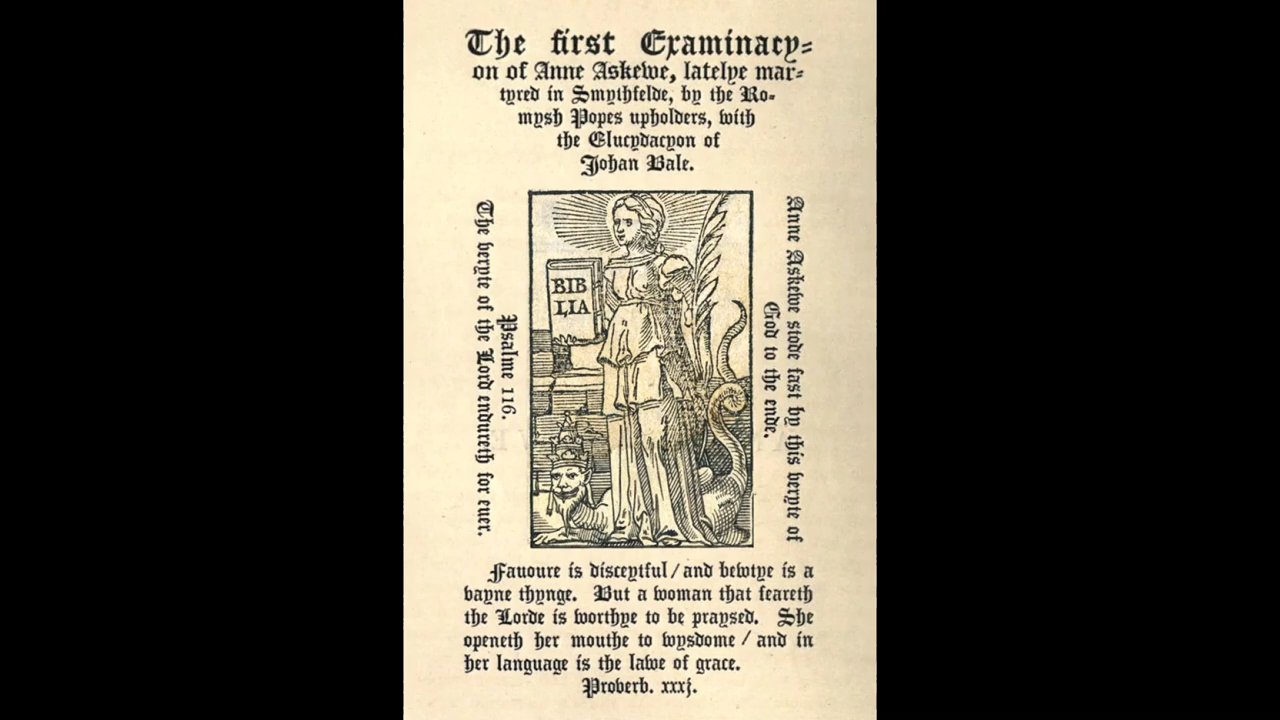 The first Examinacy=
on of Anne Askewe, latelye mar=
tyred in Smythfelde, by the Ro=
mysh Popes upholders, with
the Elucydacyon of
Johan Bale.
The veryte of the Lord endureth for euer.
Psalme 116.
BIB
LIA
Anne Askewe stode fast by this veryte of
God to the ende.
Fauoure is disceytful / and bewtye is a
vayne thynge. But a woman that feareth
the Lorde is worthye to be praysed. She
openeth her mouthe to wysdome / and in
her language is the lawe of grace.
Proverb. xxxj.